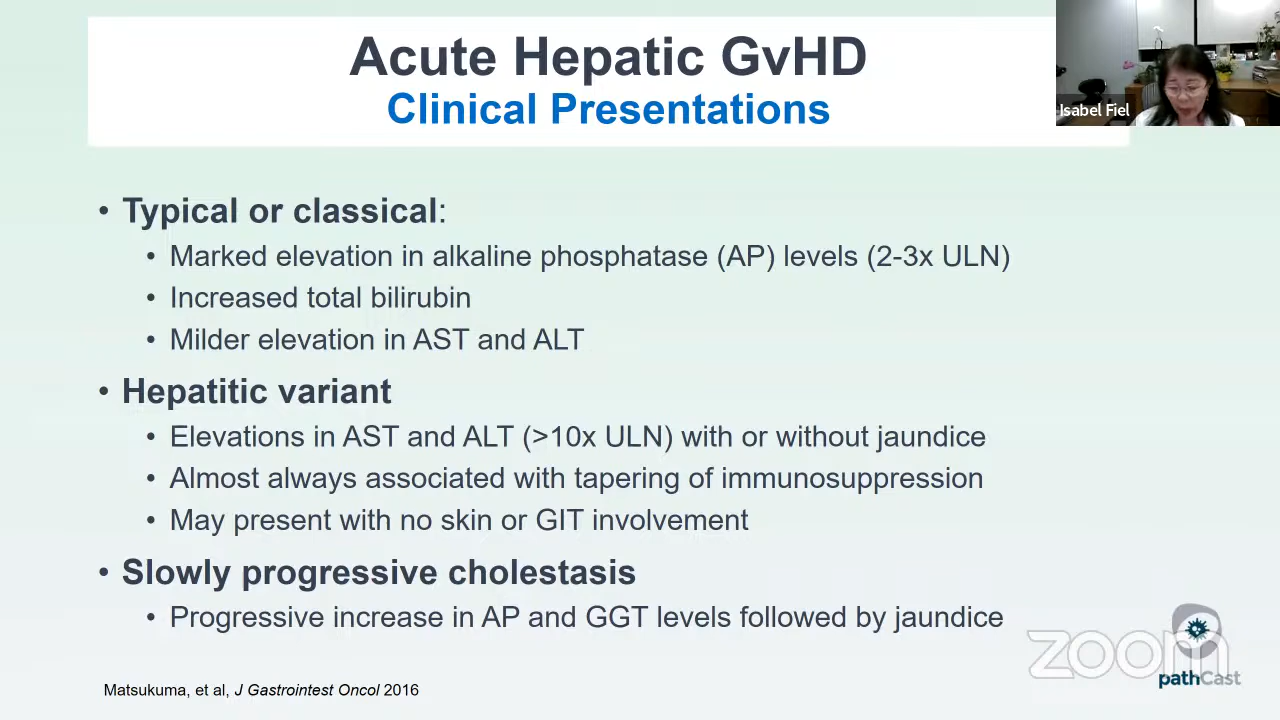 Acute Hepatic GvHD
Clinical Presentations
Isabel Fiel
• Typical or classical:
• Marked elevation in alkaline phosphatase (AP) levels (2-3x ULN)
• Increased total bilirubin
• Milder elevation in AST and ALT
• Hepatitic variant
• Elevations in AST and ALT (>10x ULN) with or without jaundice
• Almost always associated with tapering of immunosuppression
• May present with no skin or GIT involvement
• Slowly progressive cholestasis
• Progressive increase in AP and GGT levels followed by jaundice
zoom
pathCast
Matsukuma, et al, J Gastrointest Oncol 2016